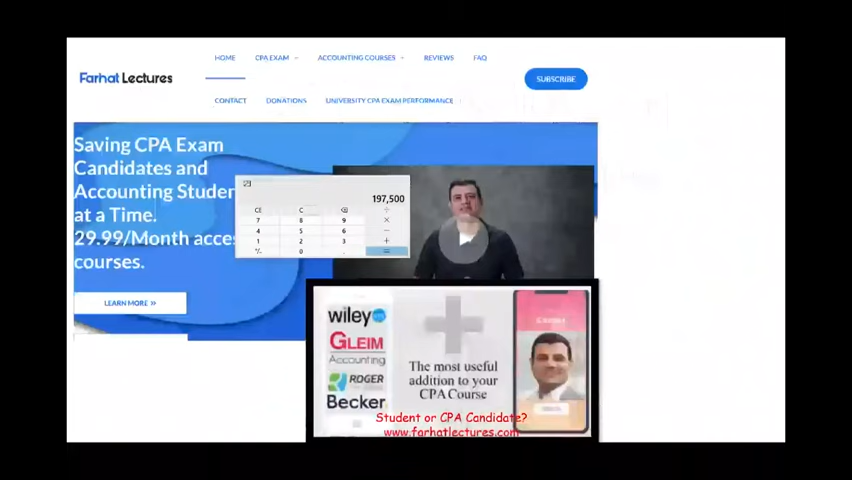 HOME CPA EXAM ACCOUNTING COURSES REVIEWS FAQ
Farhat Lectures
SUBSCRIBE
CONTACT DONATIONS UNIVERSITY CPA EXAM PERFORMANCE
Saving CPA Exam
Candidates and
Accounting Studen
at a Time.
29.99/Month acce
courses.
LEARN MORE »
197,500
CE C ÷
7 8 9 ×
4 5 6 -
1 2 3 +
0 . =
wiley
GLEIM
Accounting
ROGER
Becker.
The most useful
addition to your
CPA Course
Student or CPA Candidate?
www.farhatlectures.com